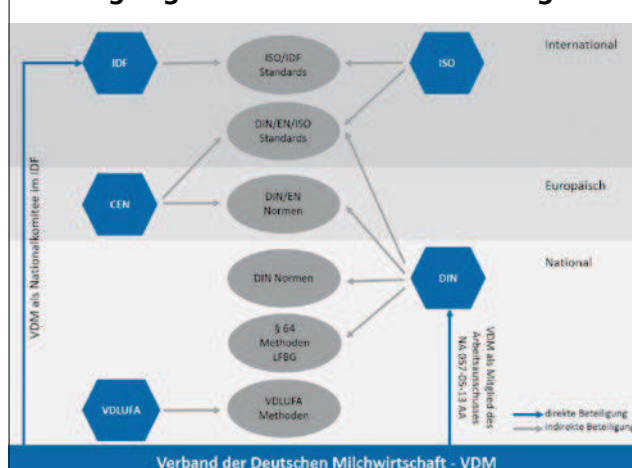 International
IDF
ISO/IDF
Standards
ISO
DIN/EN/ISO
Standards
Europäisch
CEN
DIN/EN
Normen
National
DIN Normen
DIN
§ 64
Methoden
LFBG
VDLUFA
VDLUFA
Methoden
VDM als Nationalkomitee im IDF
VDM als Mitglied des
Arbeitsausschusses
NA 057-05-13 AA
direkte Beteiligung
indirekte Beteiligung
Verband der Deutschen Milchwirtschaft - VDM